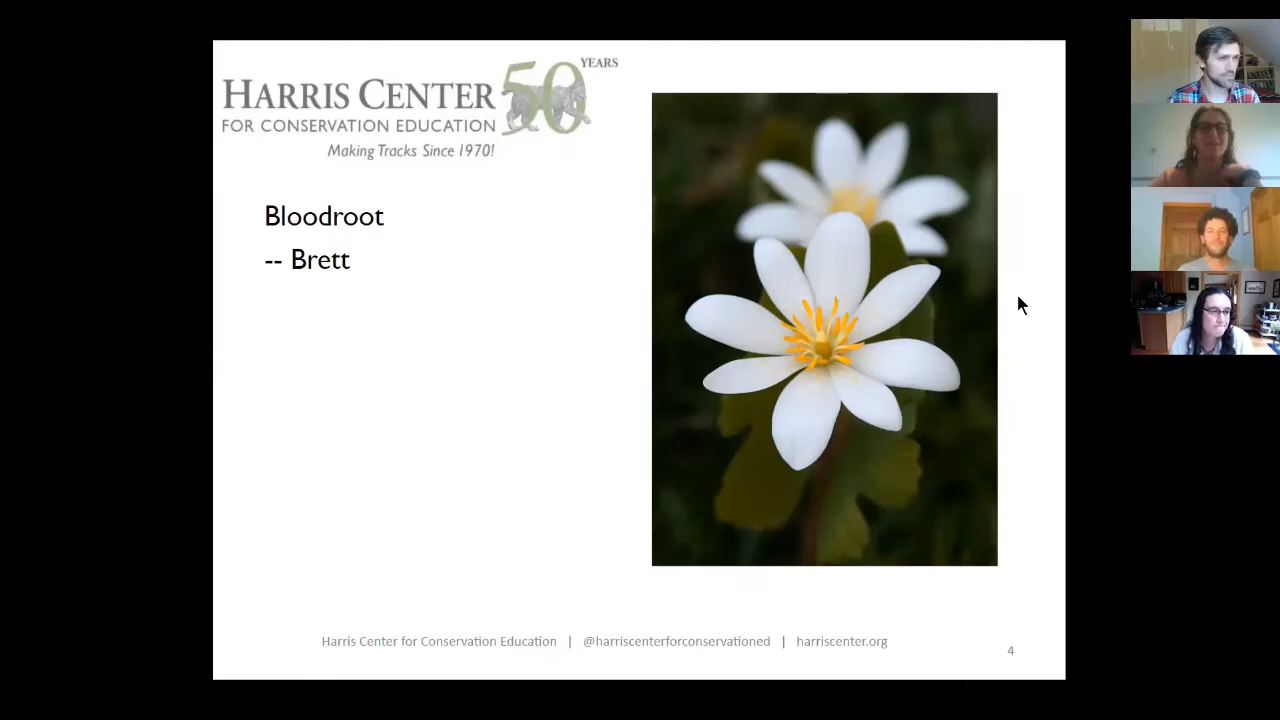 HARRIS CENTER 50 YEARS
FOR CONSERVATION EDUCATION
Making Tracks Since 1970!
Bloodroot
-- Brett
Harris Center for Conservation Education | @harriscenterforconservationed | harriscenter.org
4